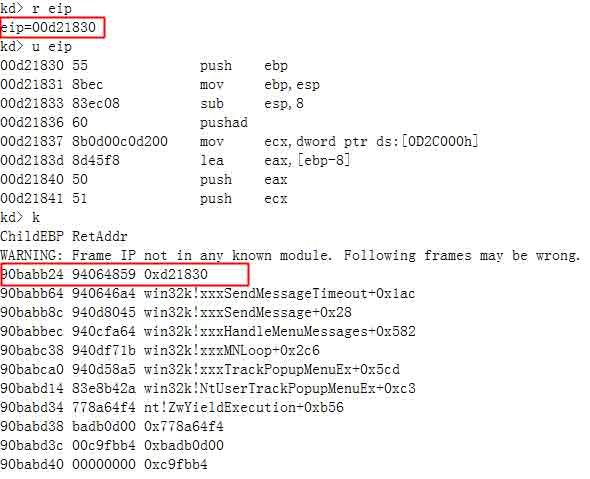 kd> r eip
eip=00d21830
kd> u eip
00d21830 55 push ebp
00d21831 8bec mov ebp,esp
00d21833 83ec08 sub esp,8
00d21836 60 pushad
00d21837 8b0d00c0d200 mov ecx,dword ptr ds:[0D2C000h]
00d2183d 8d45f8 lea eax,[ebp-8]
00d21840 50 push eax
00d21841 51 push ecx
kd> k
ChildEBP RetAddr
WARNING: Frame IP not in any known module. Following frames may be wrong.
90babb24 94064859 0xd21830
90babb64 940646a4 win32k!xxxSendMessageTimeout+0x1ac
90babb8c 940d8045 win32k!xxxSendMessage+0x28
90babbec 940cfa64 win32k!xxxHandleMenuMessages+0x582
90babc38 940df71b win32k!xxxMNLoop+0x2c6
90babca0 940d58a5 win32k!xxxTrackPopupMenuEx+0x5cd
90babd14 83e8b42a win32k!NtUserTrackPopupMenuEx+0xc3
90babd34 778a64f4 nt!ZwYieldExecution+0xb56
90babd38 badb0d00 0x778a64f4
90babd3c 00c9fbb4 0xbadb0d00
90babd40 00000000 0xc9fbb4